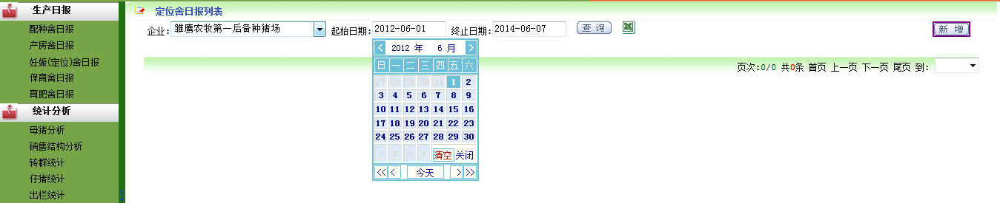 生产日报
配种舍日报
产房舍日报
妊娠(定位)舍日报
保育舍日报
育肥舍日报
统计分析
母猪分析
销售结构分析
转群统计
仔猪统计
出栏统计
定位舍日报列表
企业: 雏鹰农牧第一后备种猪场 起始日期: 2012-06-01 终止日期: 2014-06-07 查 询 新 增
< 2012 年 6 月 >
日 一 二 三 四 五 六
27 28 29 30 31 1 2
3 4 5 6 7 8 9
10 11 12 13 14 15 16
17 18 19 20 21 22 23
24 25 26 27 28 29 30
1 2 3 4 清空 关闭
<< < 今天 > >>
页次:0/0 共0条 首页 上一页 下一页 尾页 到: